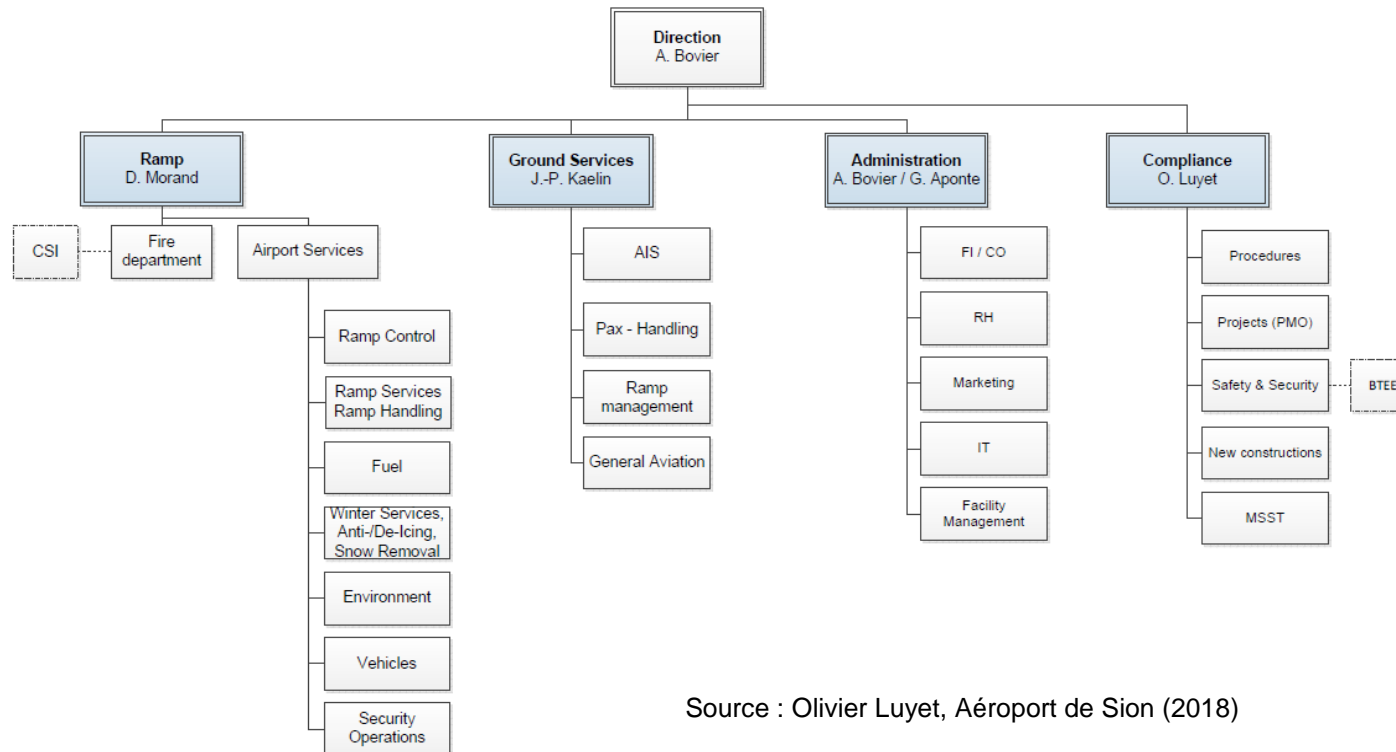 Direction
A. Bovier
Ramp
D. Morand
Ground Services
J.-P. Kaelin
Administration
A. Bovier / G. Aponte
Compliance
O. Luyet
CSI
Fire
department
Airport Services
Ramp Control
Ramp Services
Ramp Handling
Fuel
Winter Services,
Anti-/De-Icing,
Snow Removal
Environment
Vehicles
Security
Operations
AIS
Pax - Handling
Ramp
management
General Aviation
FI / CO
RH
Marketing
IT
Facility
Management
Procedures
Projects (PMO)
Safety & Security
BTEE
New constructions
MSST
Source : Olivier Luyet, Aéroport de Sion (2018)